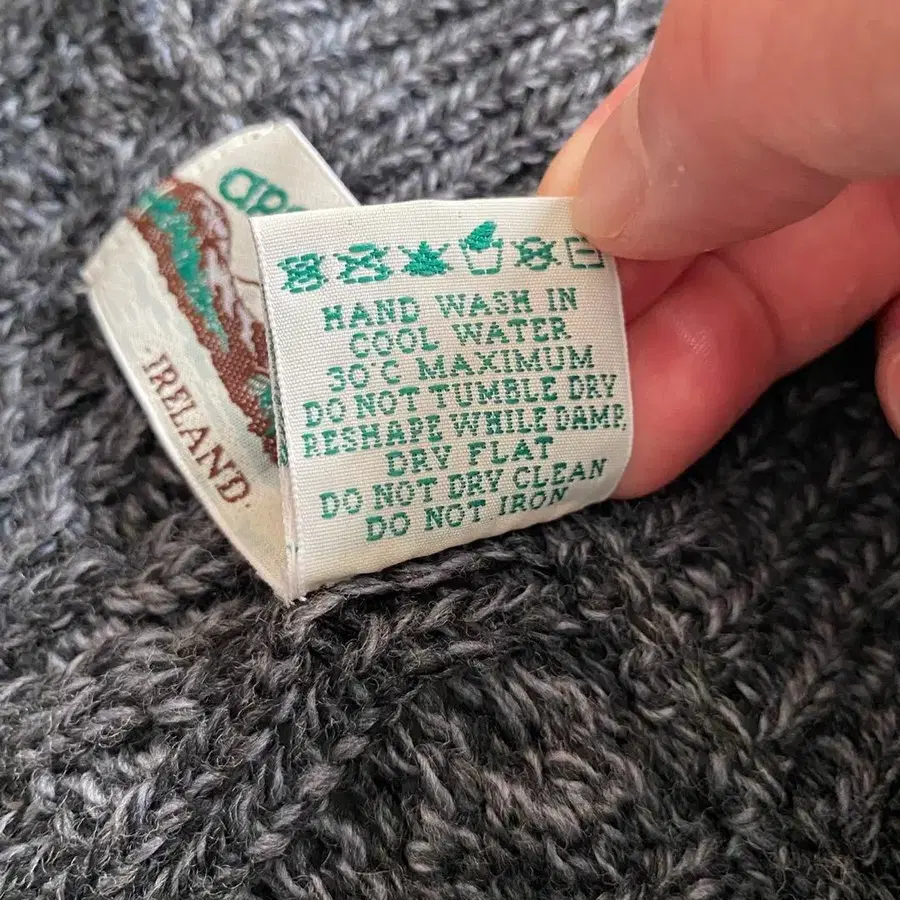 HAND WASH IN
COOL WATER
30°C MAXIMUM
DO NOT TUMBLE DRY
RESHAPE WHILE DAMP.
DRY FLAT
DO NOT DRY CLEAN
DO NOT IRON
·IRELAND·